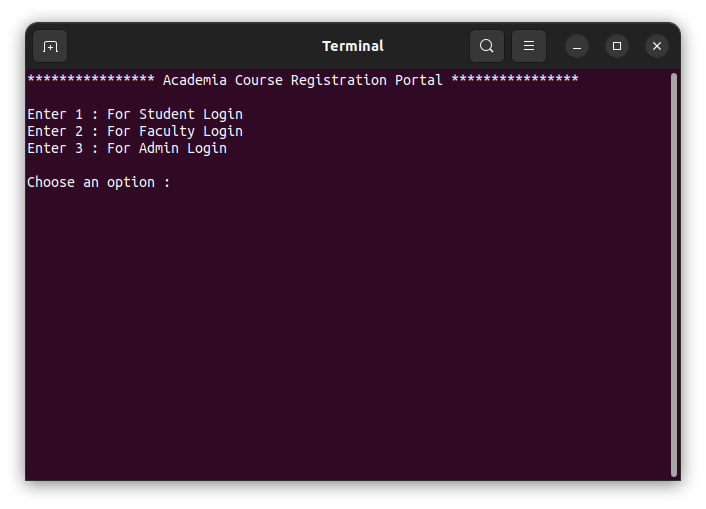 Terminal
**************** Academia Course Registration Portal ****************
Enter 1 : For Student Login
Enter 2 : For Faculty Login
Enter 3 : For Admin Login
Choose an option :